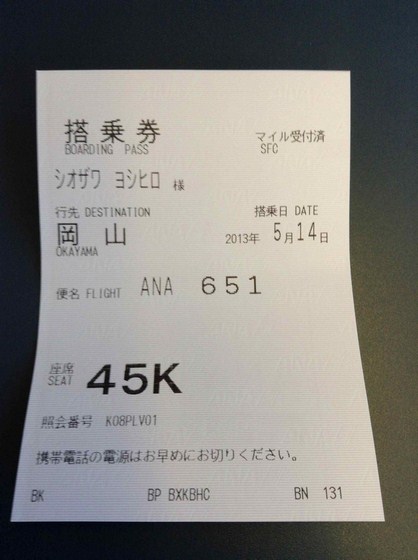 搭乗券 マイル受付済
BOARDING PASS SFC
シオザワ ヨシヒロ 様
行先 DESTINATION 搭乗日 DATE
岡山 2013年 5月14日
OKAYAMA
便名 FLIGHT ANA 651
座席
SEAT 45K
照会番号 K08PLV01
携帯電話の電源はお早めにお切りください。
BK BP BXKBHC BN 131